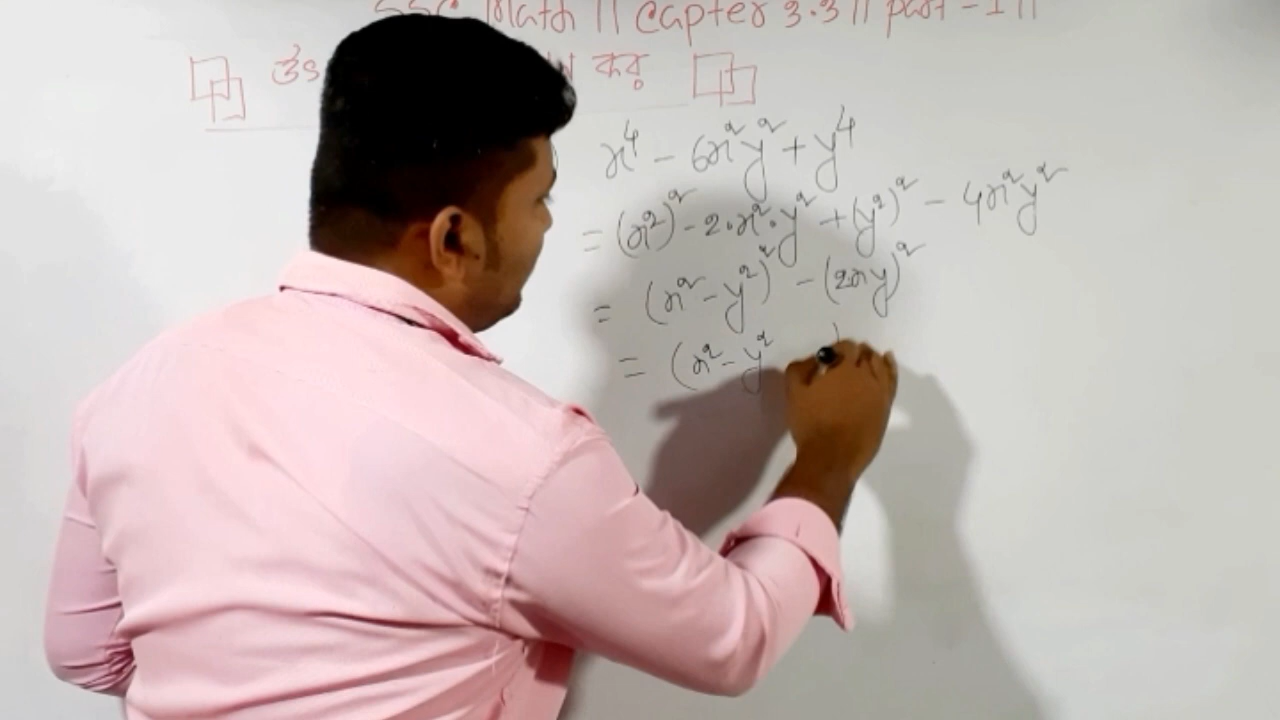 Math || Capter 3.3 || part - 1 ||
কর
x⁴ - 6x²y² + y⁴
= (x²)² - 2·x²·y² + (y²)² - 4x²y²
= (x² - y²)² - (2xy)²
= (x² - y²